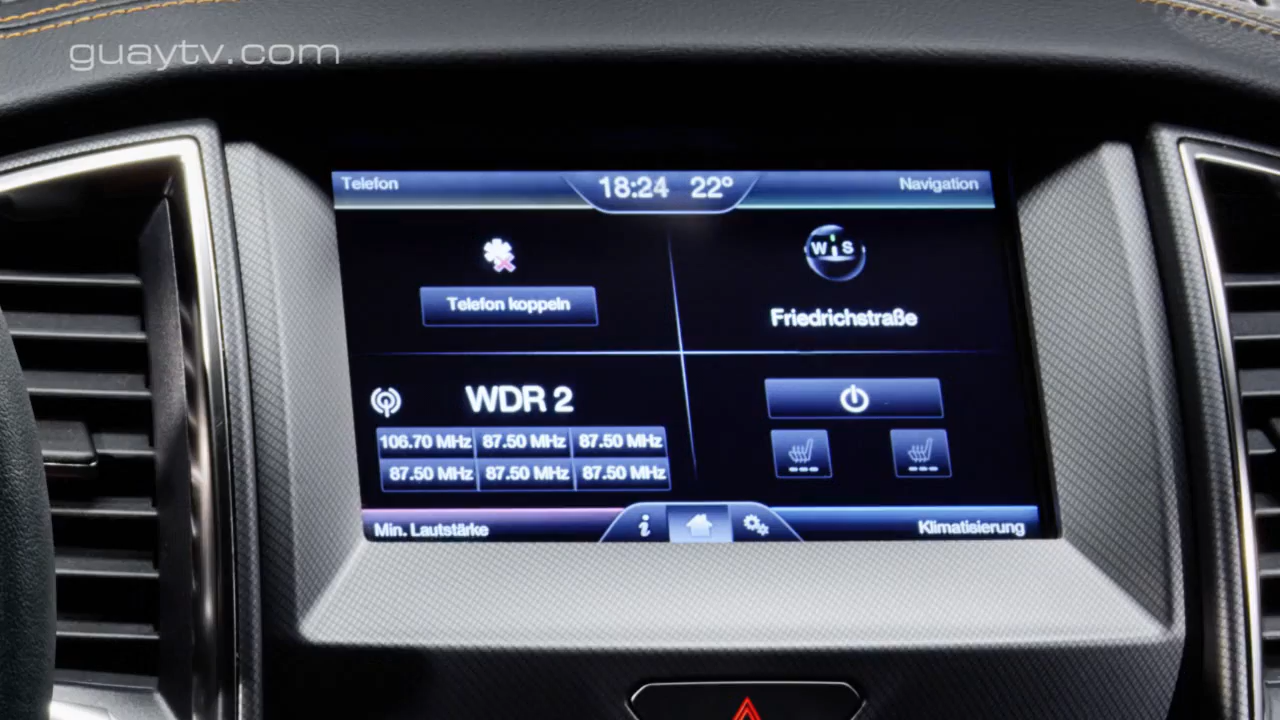 guaytv.com
Telefon
18:24 22°
Navigation
W S
Telefon koppeln
Friedrichstraße
WDR 2
106.70 MHz 87.50 MHz 87.50 MHz
87.50 MHz 87.50 MHz 87.50 MHz
Min. Lautstärke
i
Klimatisierung